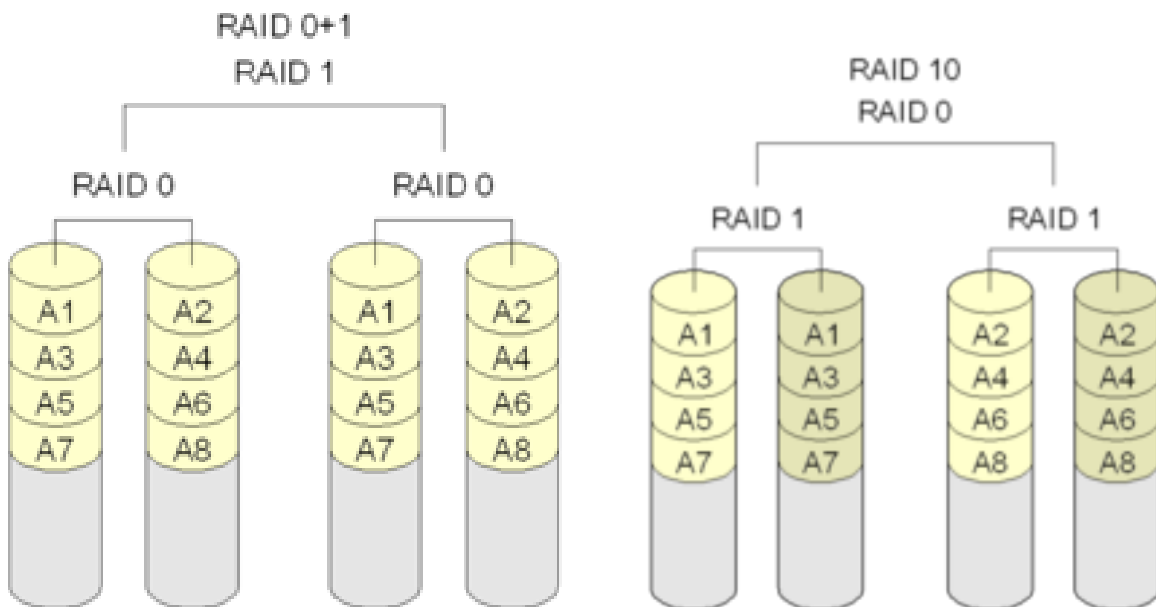 RAID 0+1
RAID 1
RAID 0 RAID 0
A1 A2 A1 A2
A3 A4 A3 A4
A5 A6 A5 A6
A7 A8 A7 A8
RAID 10
RAID 0
RAID 1 RAID 1
A1 A1 A2 A2
A3 A3 A4 A4
A5 A5 A6 A6
A7 A7 A8 A8